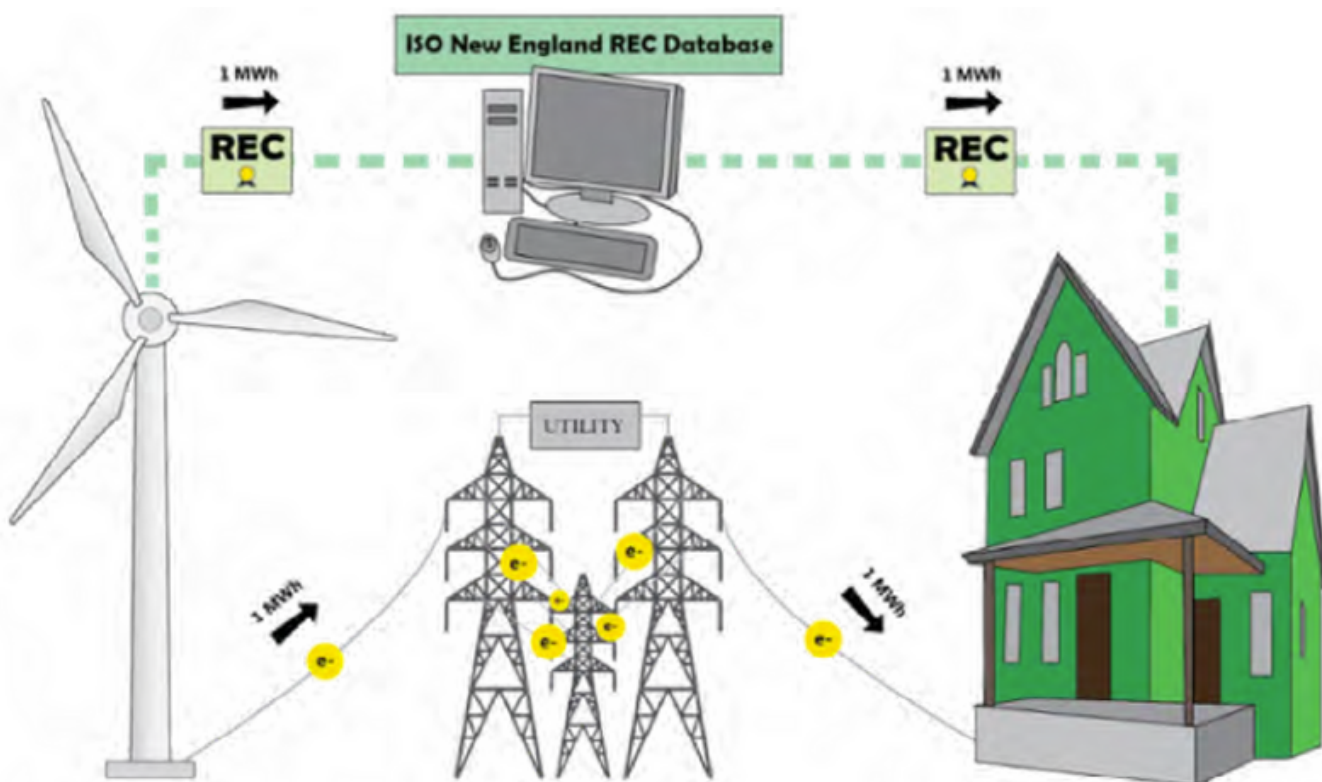 ISO New England REC Database
1 MWh
REC
1 MWh
REC
UTILITY
e-
e-
e-
e-
e-
1 MWh
e-
1 MWh
e-